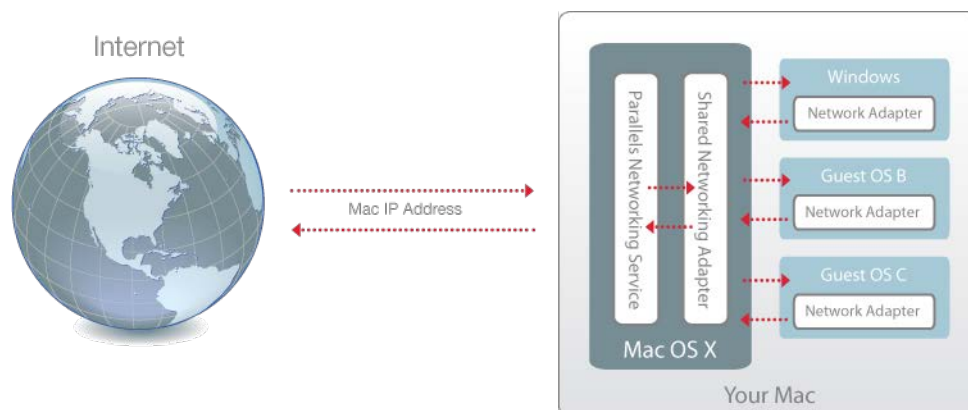 Internet
Mac IP Address
Parallels Networking Service
Shared Networking Adapter
Mac OS X
Windows
Network Adapter
Guest OS B
Network Adapter
Guest OS C
Network Adapter
Your Mac